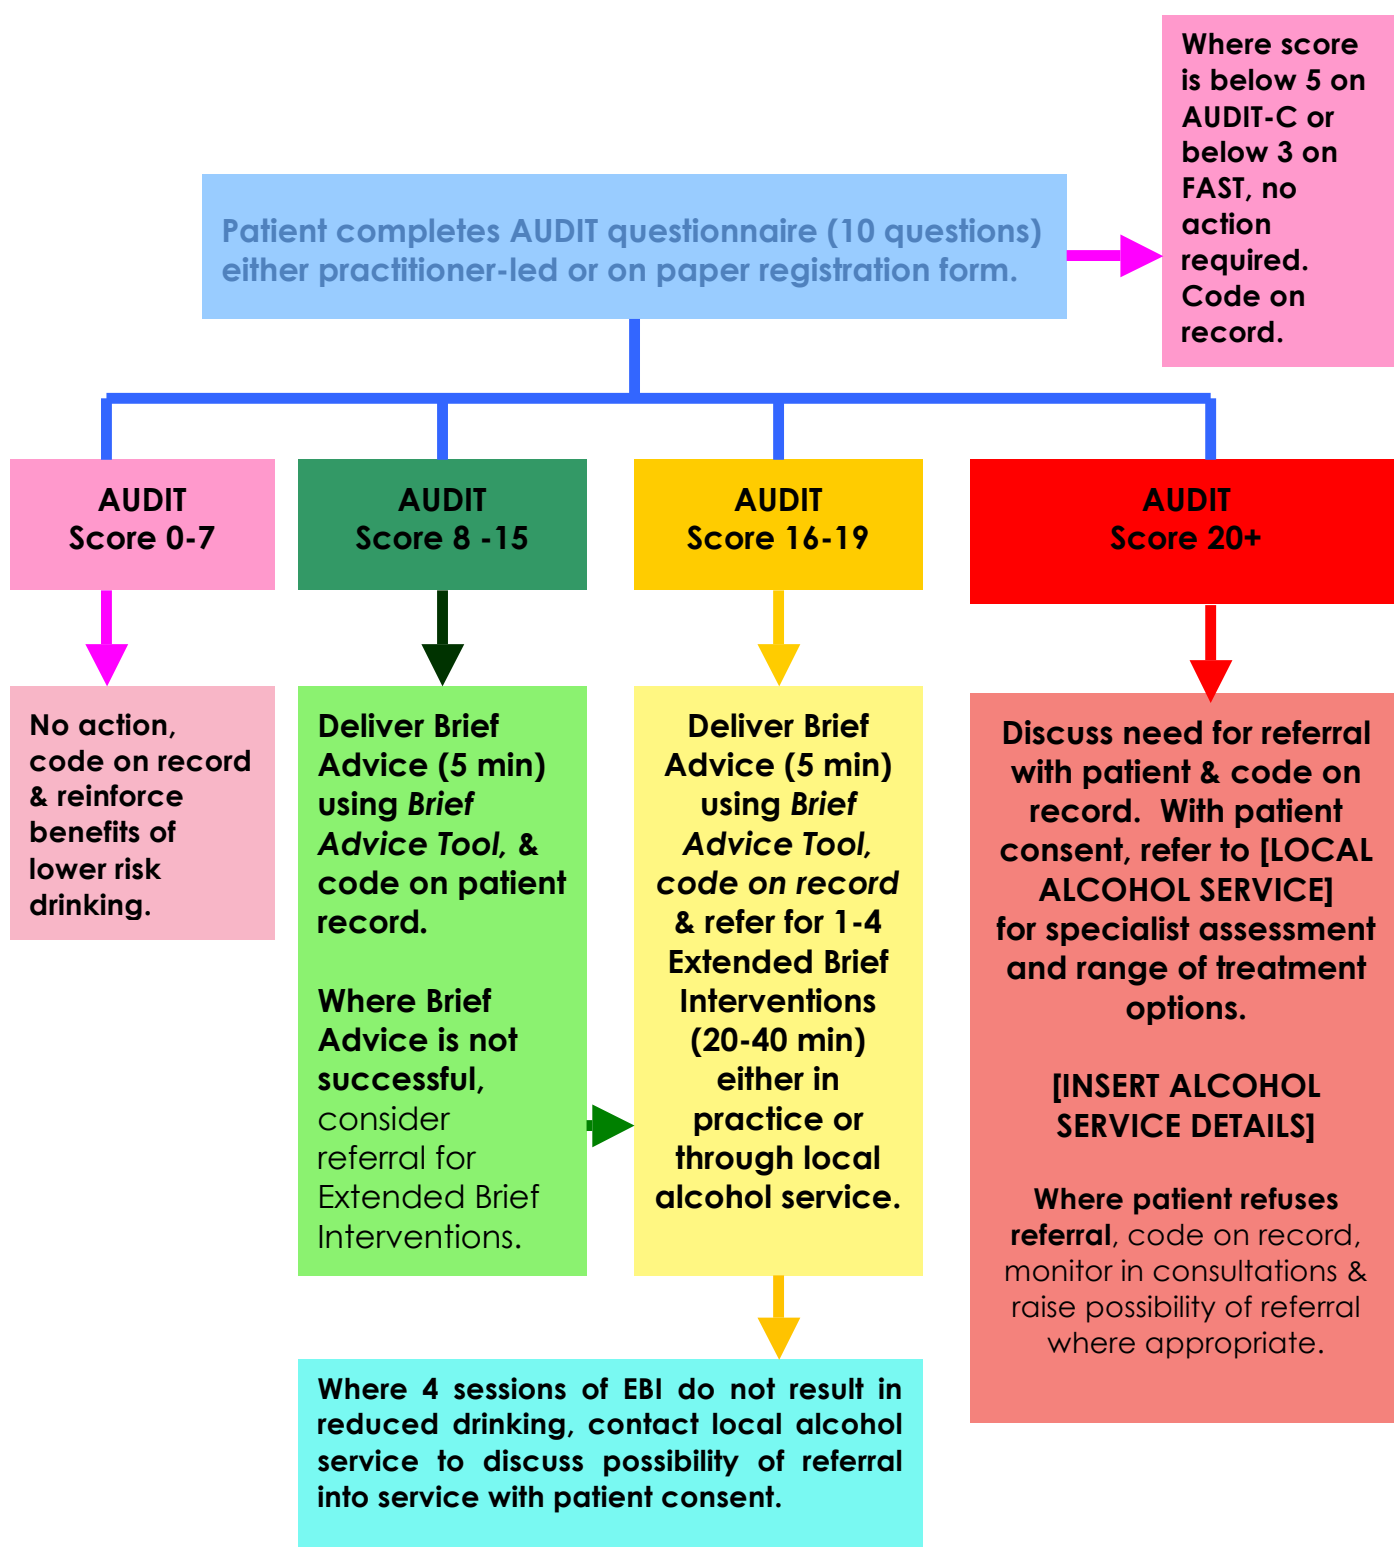 Where score
is below 5 on
AUDIT-C or
below 3 on
FAST, no
action
required.
Code on
record.
Patient completes AUDIT questionnaire (10 questions)
either practitioner-led or on paper registration form.
AUDIT
Score 0-7
AUDIT
Score 8 -15
AUDIT
Score 16-19
AUDIT
Score 20+
No action,
code on record
& reinforce
benefits of
lower risk
drinking.
Deliver Brief
Advice (5 min)
using Brief
Advice Tool, &
code on patient
record.
Where Brief
Advice is not
successful,
consider
referral for
Extended Brief
Interventions.
Deliver Brief
Advice (5 min)
using Brief
Advice Tool,
code on record
& refer for 1-4
Extended Brief
Interventions
(20-40 min)
either in
practice or
through local
alcohol service.
Discuss need for referral
with patient & code on
record. With patient
consent, refer to [LOCAL
ALCOHOL SERVICE]
for specialist assessment
and range of treatment
options.
[INSERT ALCOHOL
SERVICE DETAILS]
Where patient refuses
referral, code on record,
monitor in consultations &
raise possibility of referral
where appropriate.
Where 4 sessions of EBI do not result in
reduced drinking, contact local alcohol
service to discuss possibility of referral
into service with patient consent.